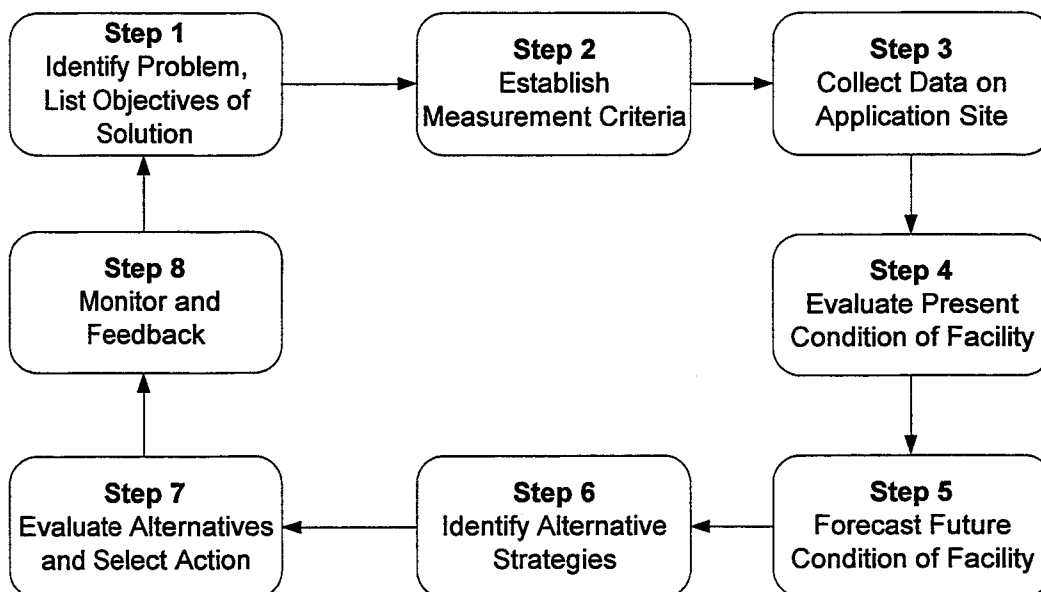 Step 1
Identify Problem,
List Objectives of
Solution
Step 2
Establish
Measurement Criteria
Step 3
Collect Data on
Application Site
Step 4
Evaluate Present
Condition of Facility
Step 5
Forecast Future
Condition of Facility
Step 6
Identify Alternative
Strategies
Step 7
Evaluate Alternatives
and Select Action
Step 8
Monitor and
Feedback